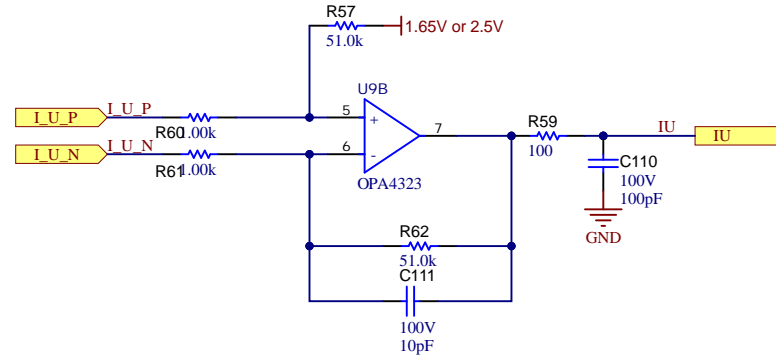 R57
51.0k
1.65V or 2.5V
U9B
I_U_P
I_U_P
R60
1.00k
5
+
7
R59
100
IU
IU
I_U_N
I_U_N
R61
1.00k
6
-
OPA4323
C110
100V
100pF
GND
R62
51.0k
C111
100V
10pF